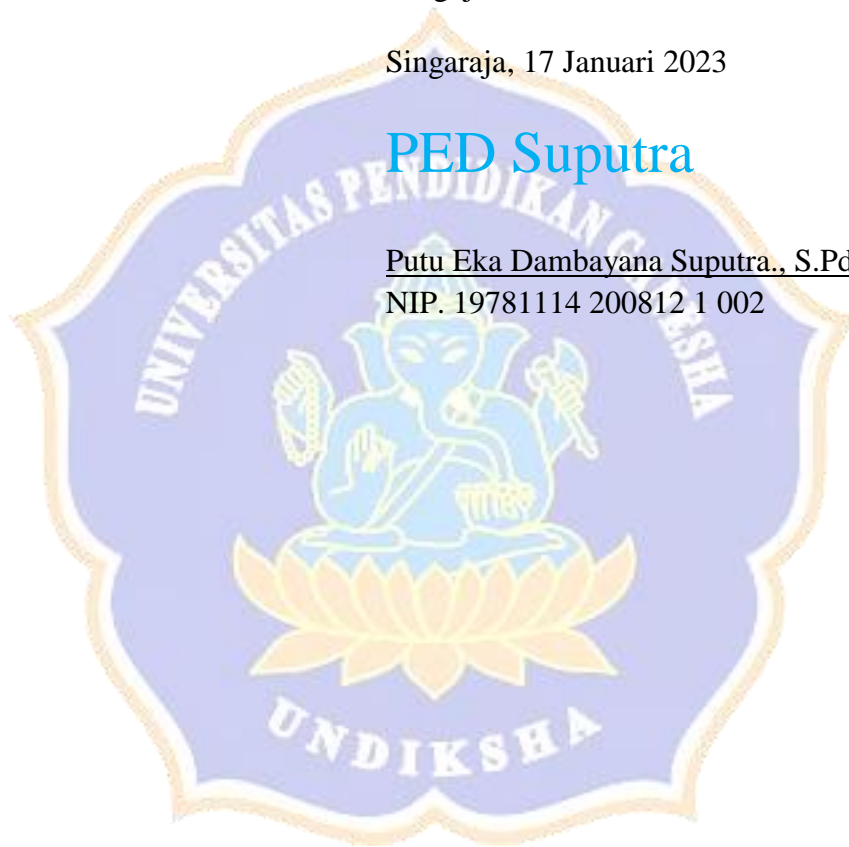 Singaraja, 17 Januari 2023
PED Suputra
UNIVERSITAS PENDIDIKAN GANESHA
Putu Eka Dambayana Suputra., S.Pd
NIP. 19781114 200812 1 002
UNDIKSHA